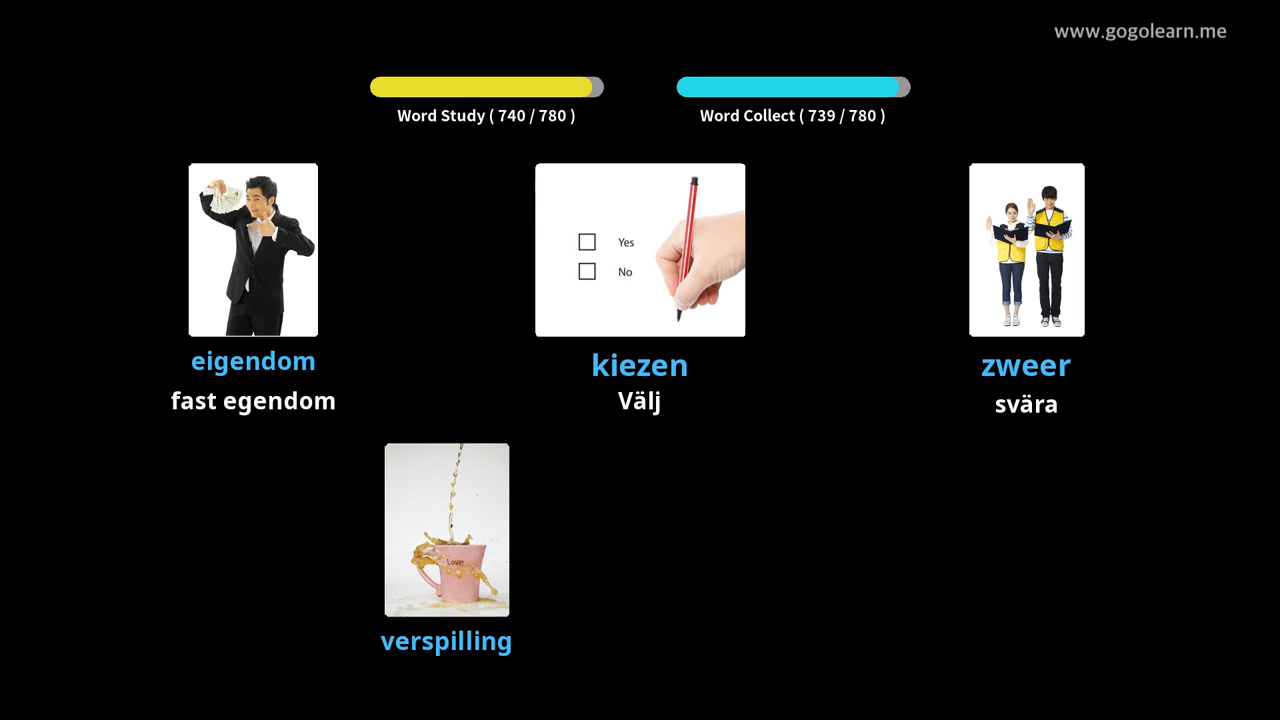 www.gogolearn.me
Word Study ( 740 / 780 )
Word Collect ( 739 / 780 )
Yes
No
eigendom
fast egendom
kiezen
Välj
zweer
svära
love
verspilling